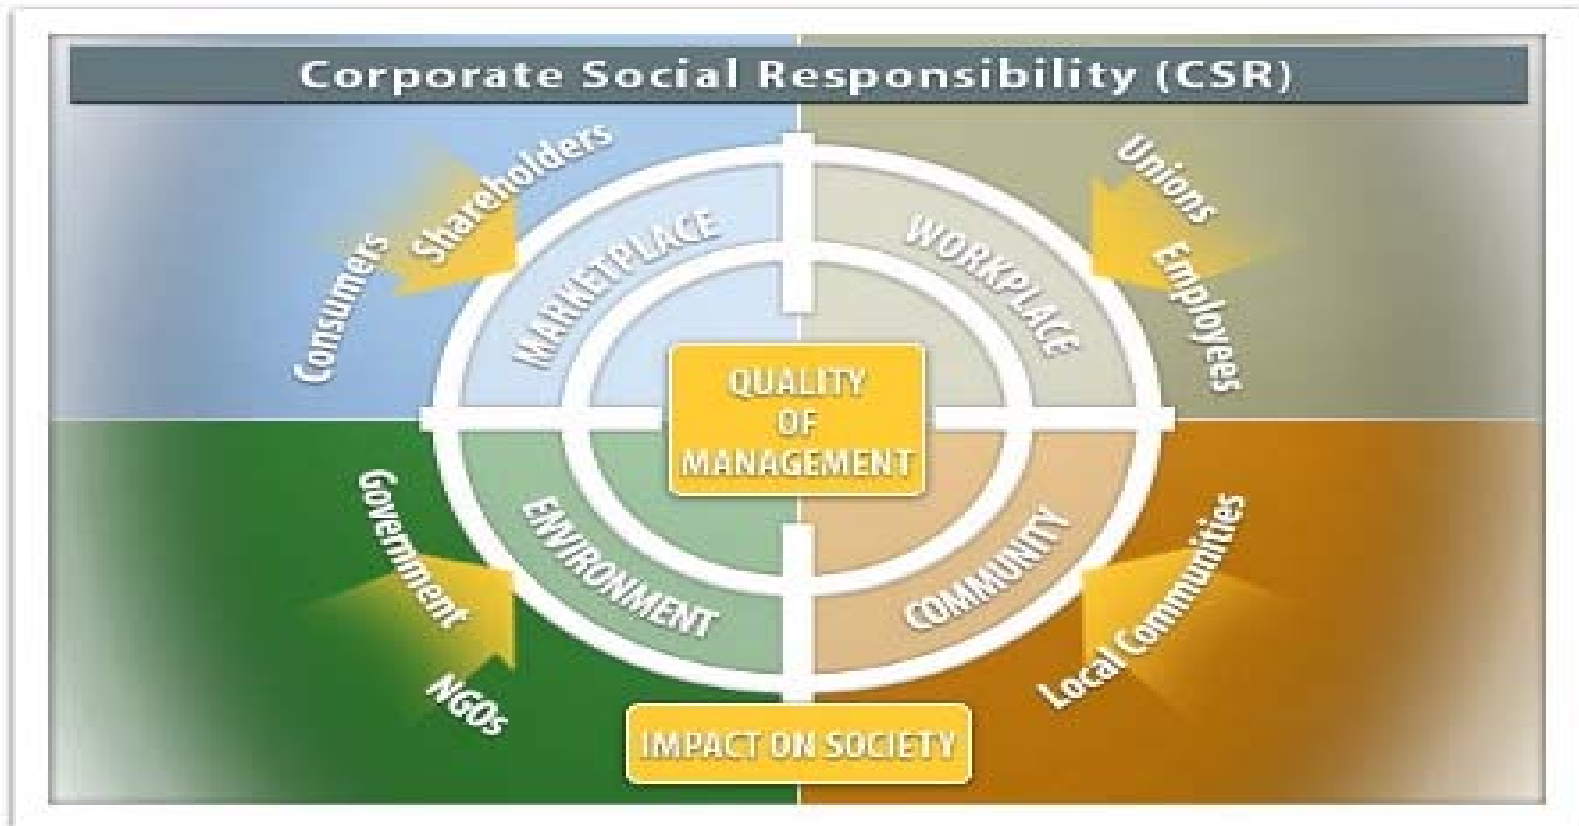 Corporate Social Responsibility (CSR)
Consumers
Shareholders
Unions
Employees
MARKETPLACE
WORKPLACE
QUALITY
OF
MANAGEMENT
Government
NGOs
ENVIRONMENT
COMMUNITY
Local Communities
IMPACT ON SOCIETY